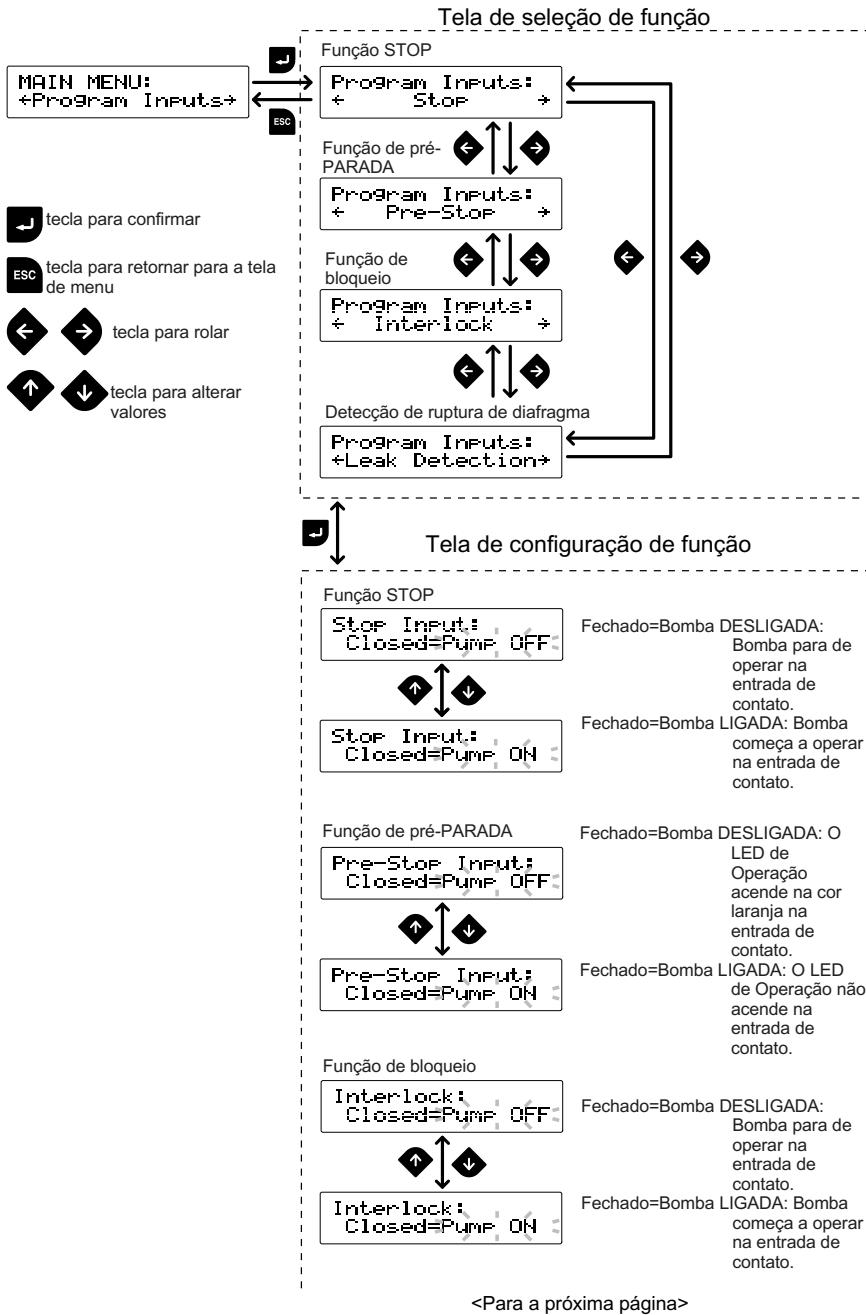 Tela de seleção de função
Função STOP
MAIN MENU:
←Program Inputs→
ESC
Program Inputs:
← Stop →
Função de pré-
PARADA
Program Inputs:
← Pre-Stop →
tecla para confirmar
ESC
tecla para retornar para a tela
de menu
tecla para rolar
tecla para alterar
valores
Função de
bloqueio
Program Inputs:
← Interlock →
Detecção de ruptura de diafragma
Program Inputs:
←Leak Detection→
Tela de configuração de função
Função STOP
Stop Input:
Closed=Pump OFF
Fechado=Bomba DESLIGADA:
Bomba para de
operar na
entrada de
contato.
Stop Input:
Closed=Pump ON
Fechado=Bomba LIGADA: Bomba
começa a operar
na entrada de
contato.
Função de pré-PARADA
Pre-Stop Input:
Closed=Pump OFF
Fechado=Bomba DESLIGADA: O
LED de
Operação
acende na cor
laranja na
entrada de
contato.
Pre-Stop Input:
Closed=Pump ON
Fechado=Bomba LIGADA: O LED
de Operação não
acende na
entrada de
contato.
Função de bloqueio
Interlock:
Closed=Pump OFF
Fechado=Bomba DESLIGADA:
Bomba para de
operar na
entrada de
contato.
Interlock:
Closed=Pump ON
Fechado=Bomba LIGADA: Bomba
começa a operar
na entrada de
contato.
<Para a próxima página>